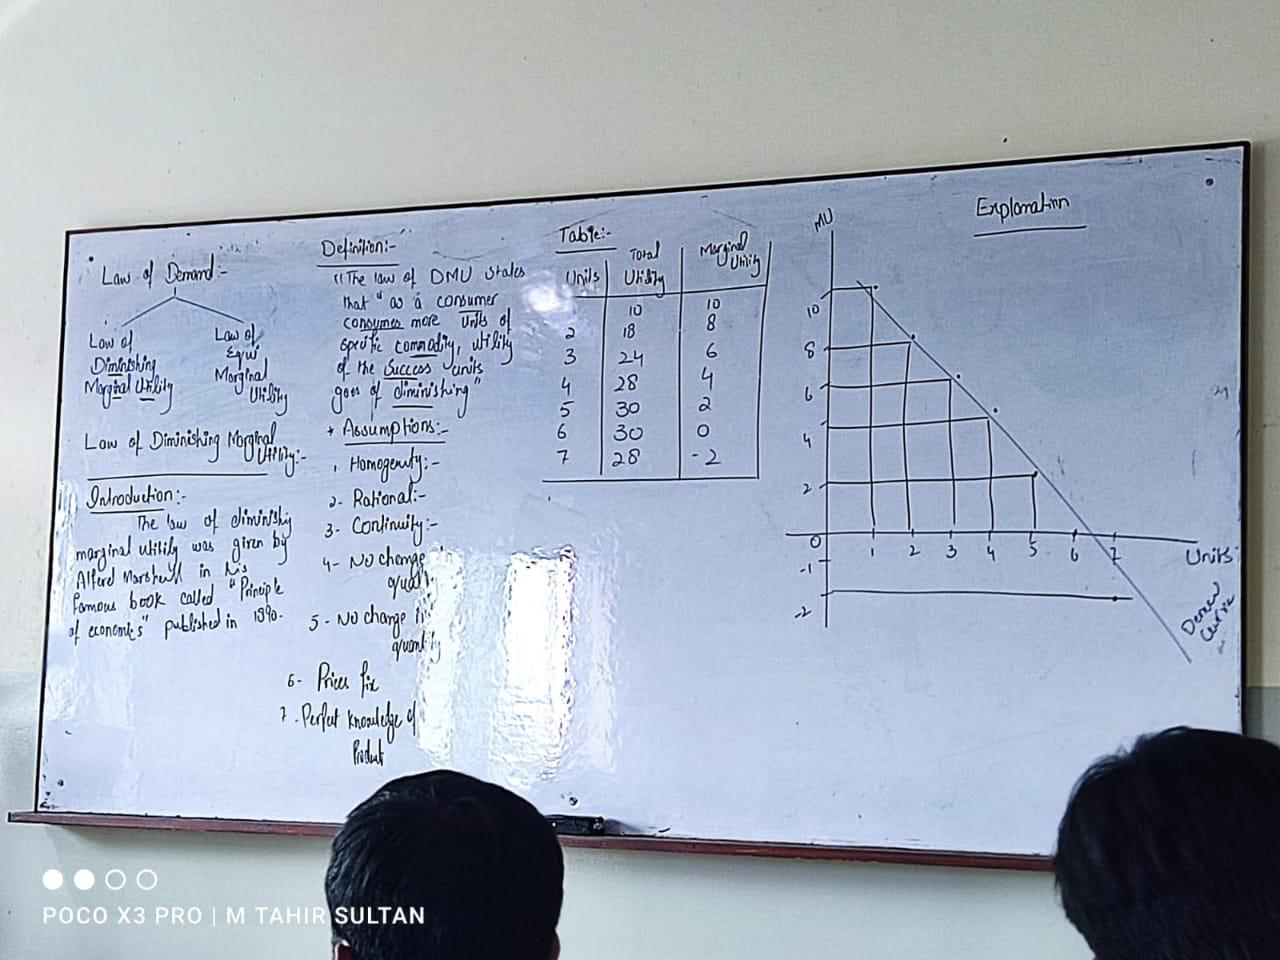 Law of Demand:-
Law of
Diminishing
Marginal Utility
Law of
Equi
Marginal
Utility
Law of Diminishing Marginal
Utility:-
Introduction:-
The law of diminishig
marginal utility was given by
Alfered Marshell in his
famous book called "Principle
of economics" published in 1890.
Definition:-
"The law of DMU states
that "as a consumer
consumes more units of
specific commodity, utility
of the success units
goes of diminishing"
* Assumptions:-
1, Homogenuty:-
2- Rational:-
3- Continuity:-
4- No change
quality
5- No change in
quantity
6- Prices fix
7. Perfect knowledge of
Product
Table:-
Units Total Utility Marginal Utility
10 10
2 18 8
3 24 6
4 28 4
5 30 2
6 30 0
7 28 -2
Explanation
MU
10
8
6
4
2
0 1 2 3 4 5 6 7
Units
-1
-2
Curve
POCO X3 PRO | M TAHIR SULTAN